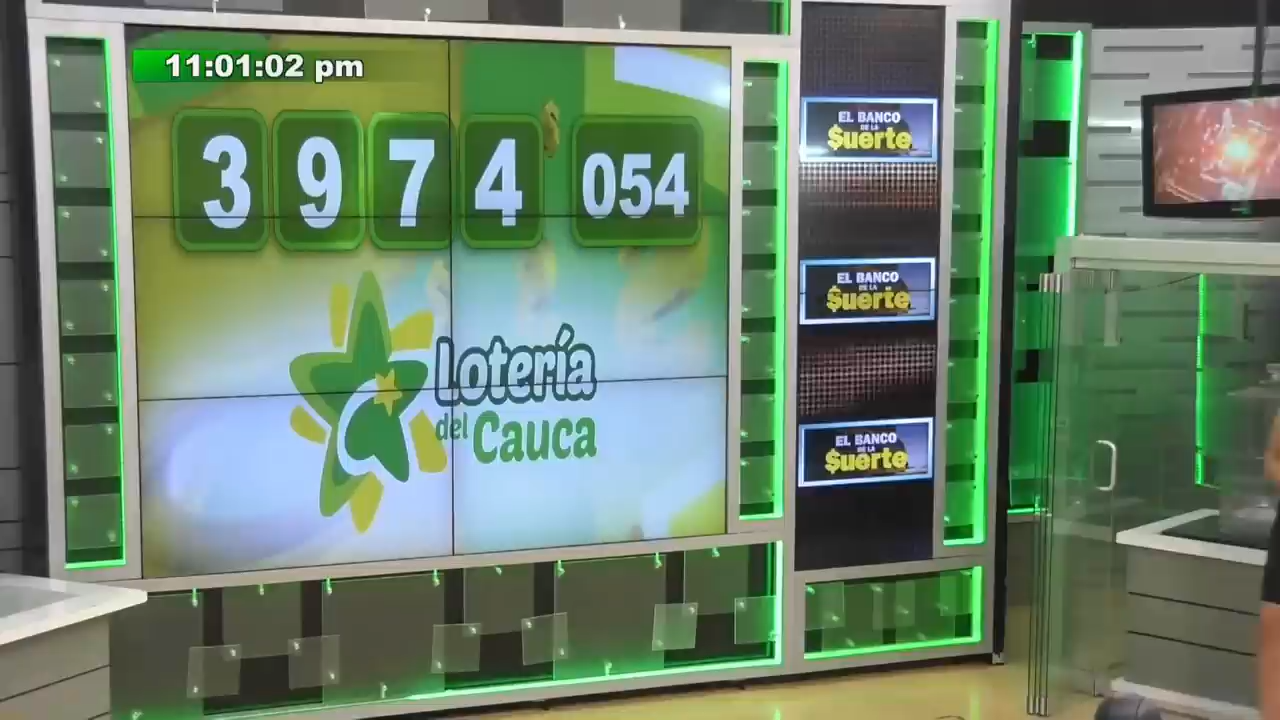 11:01:02 pm
3 9 7 4 054
Lotería
del Cauca
EL BANCO
DE LA
$uerte
EL BANCO
DE LA
$uerte
EL BANCO
DE LA
$uerte